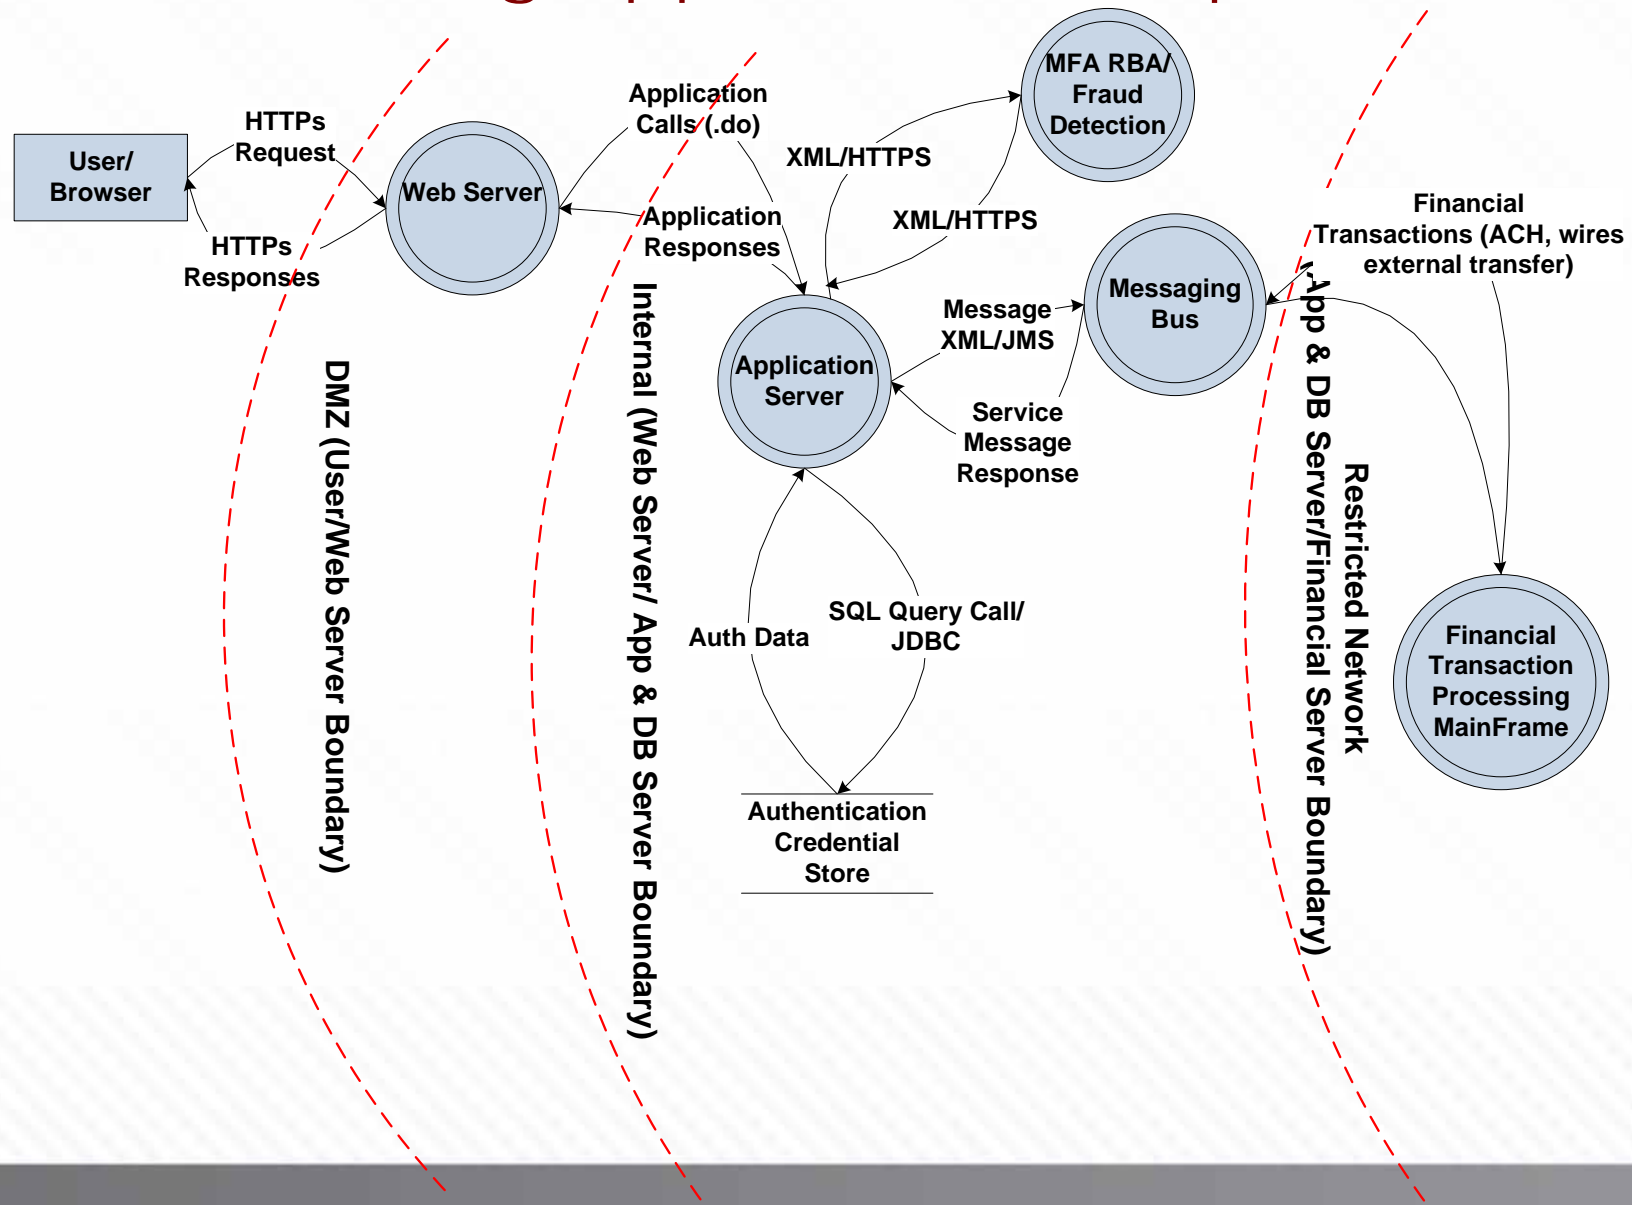 MFA RBA/
Fraud
Detection
Application
Calls (.do)
HTTPs
Request
User/
Browser
Web Server
XML/HTTPS
XML/HTTPS
Application
Responses
HTTPs
Responses
Financial
Transactions (ACH, wires
external transfer)
Messaging
Bus
Message
XML/JMS
Application
Server
Service
Message
Response
DMZ (User/Web Server Boundary)
Internal (Web Server/ App & DB Server Boundary)
Restricted Network
(App & DB Server/Financial Server Boundary)
Auth Data
SQL Query Call/
JDBC
Financial
Transaction
Processing
MainFrame
Authentication
Credential
Store